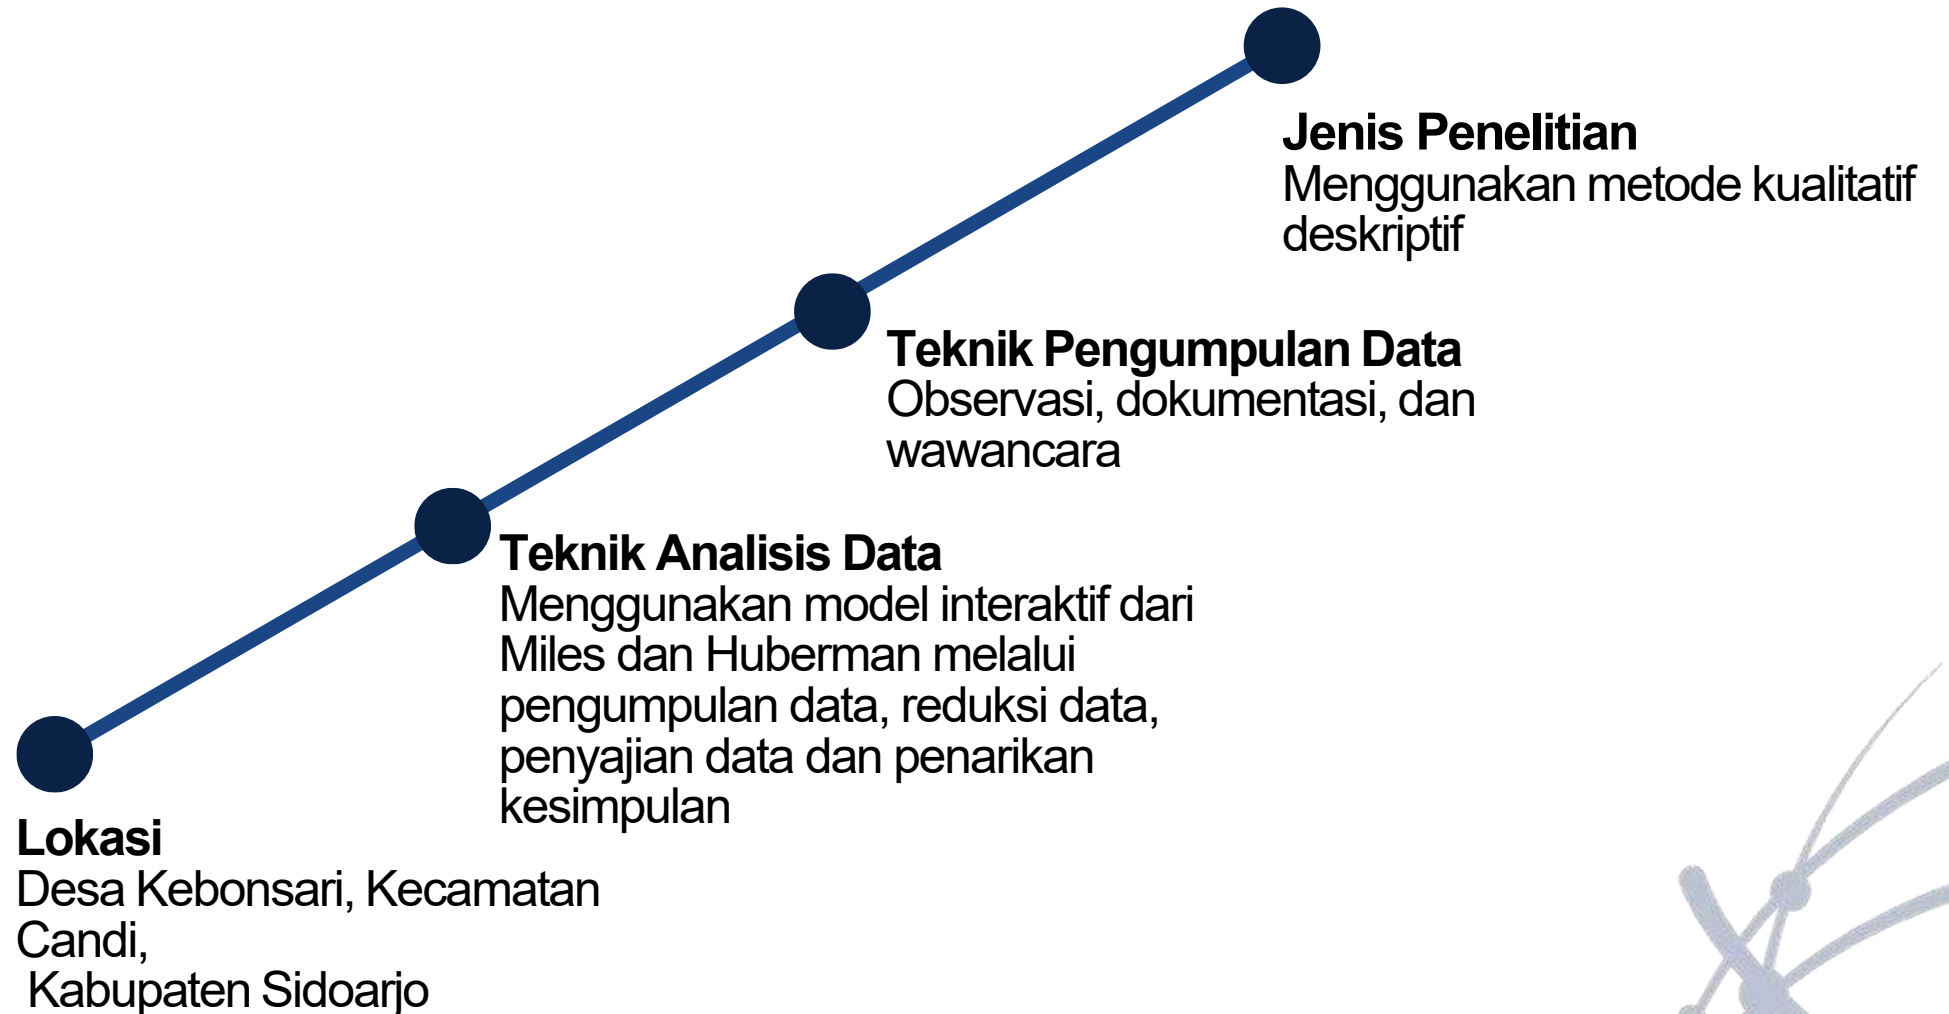 Jenis Penelitian
Menggunakan metode kualitatif
deskriptif
Teknik Pengumpulan Data
Observasi, dokumentasi, dan
wawancara
Teknik Analisis Data
Menggunakan model interaktif dari
Miles dan Huberman melalui
pengumpulan data, reduksi data,
penyajian data dan penarikan
kesimpulan
Lokasi
Desa Kebonsari, Kecamatan
Candi,
Kabupaten Sidoarjo